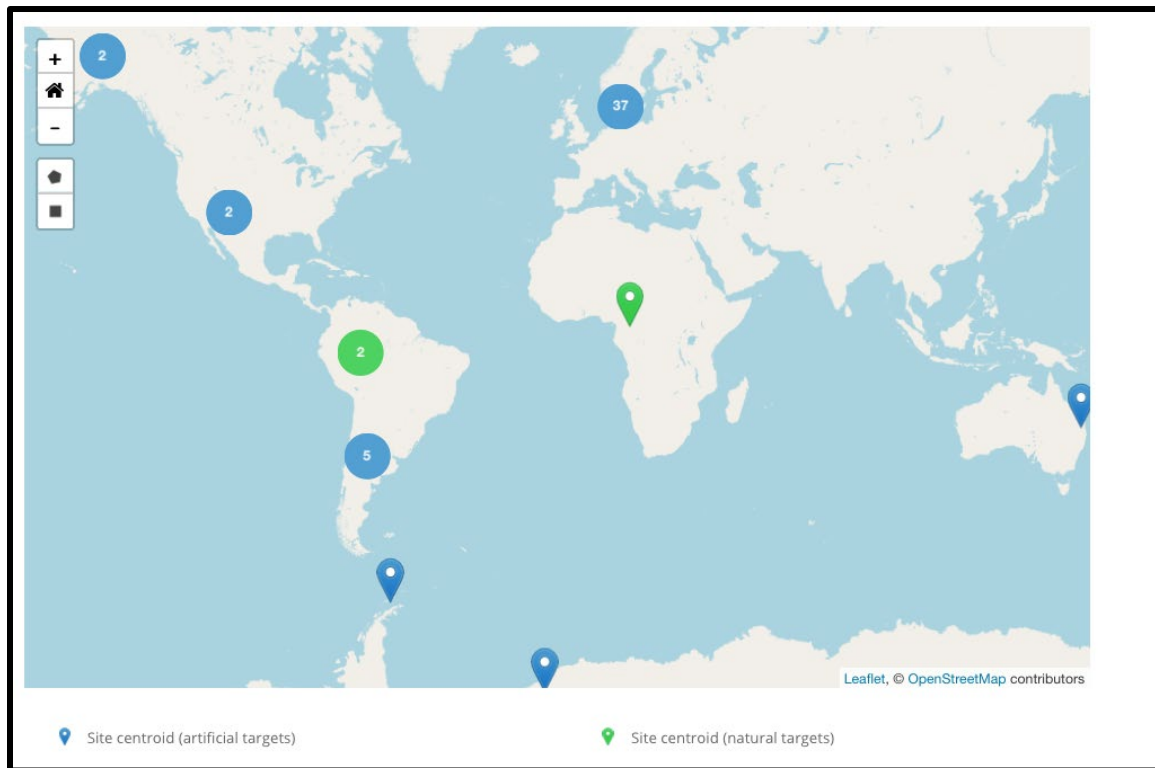 +
2
37
−
2
2
5
Leaflet, © OpenStreetMap contributors
Site centroid (artificial targets)
Site centroid (natural targets)